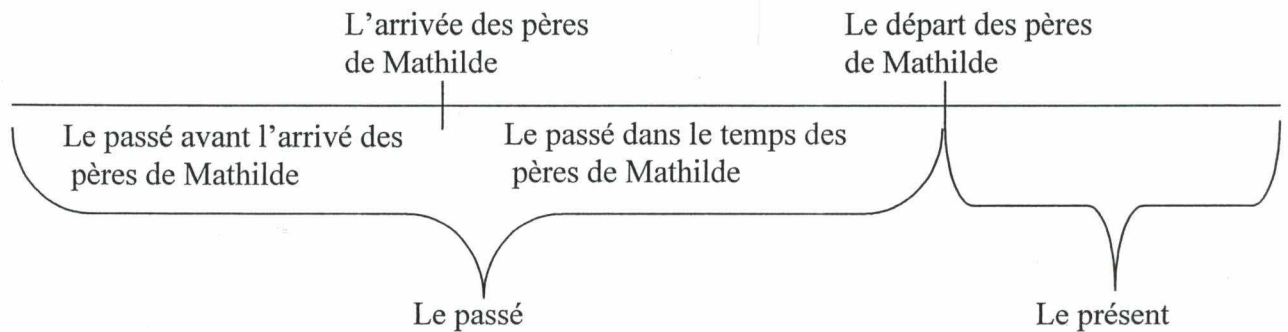 L’arrivée des pères
de Mathilde
Le départ des pères
de Mathilde
Le passé avant l’arrivé des
pères de Mathilde
Le passé dans le temps des
pères de Mathilde
Le passé
Le présent